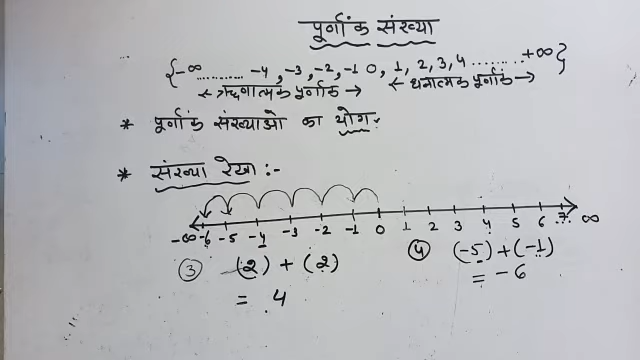 पूर्णांक संख्या
{-∞ .......... -4, -3, -2, -1 0, 1, 2, 3, 4 ......... +∞}
← ऋणात्मक पूर्णांक → ← धनात्मक पूर्णांक →
* पूर्णांक संख्याओ का योग:
* संख्या रेखा :-
-∞ -6 -5 -4 -3 -2 -1 0 1 2 3 4 5 6 7 ∞
③ (2) + (2) ④ (-5) + (-1)
= 4 = -6